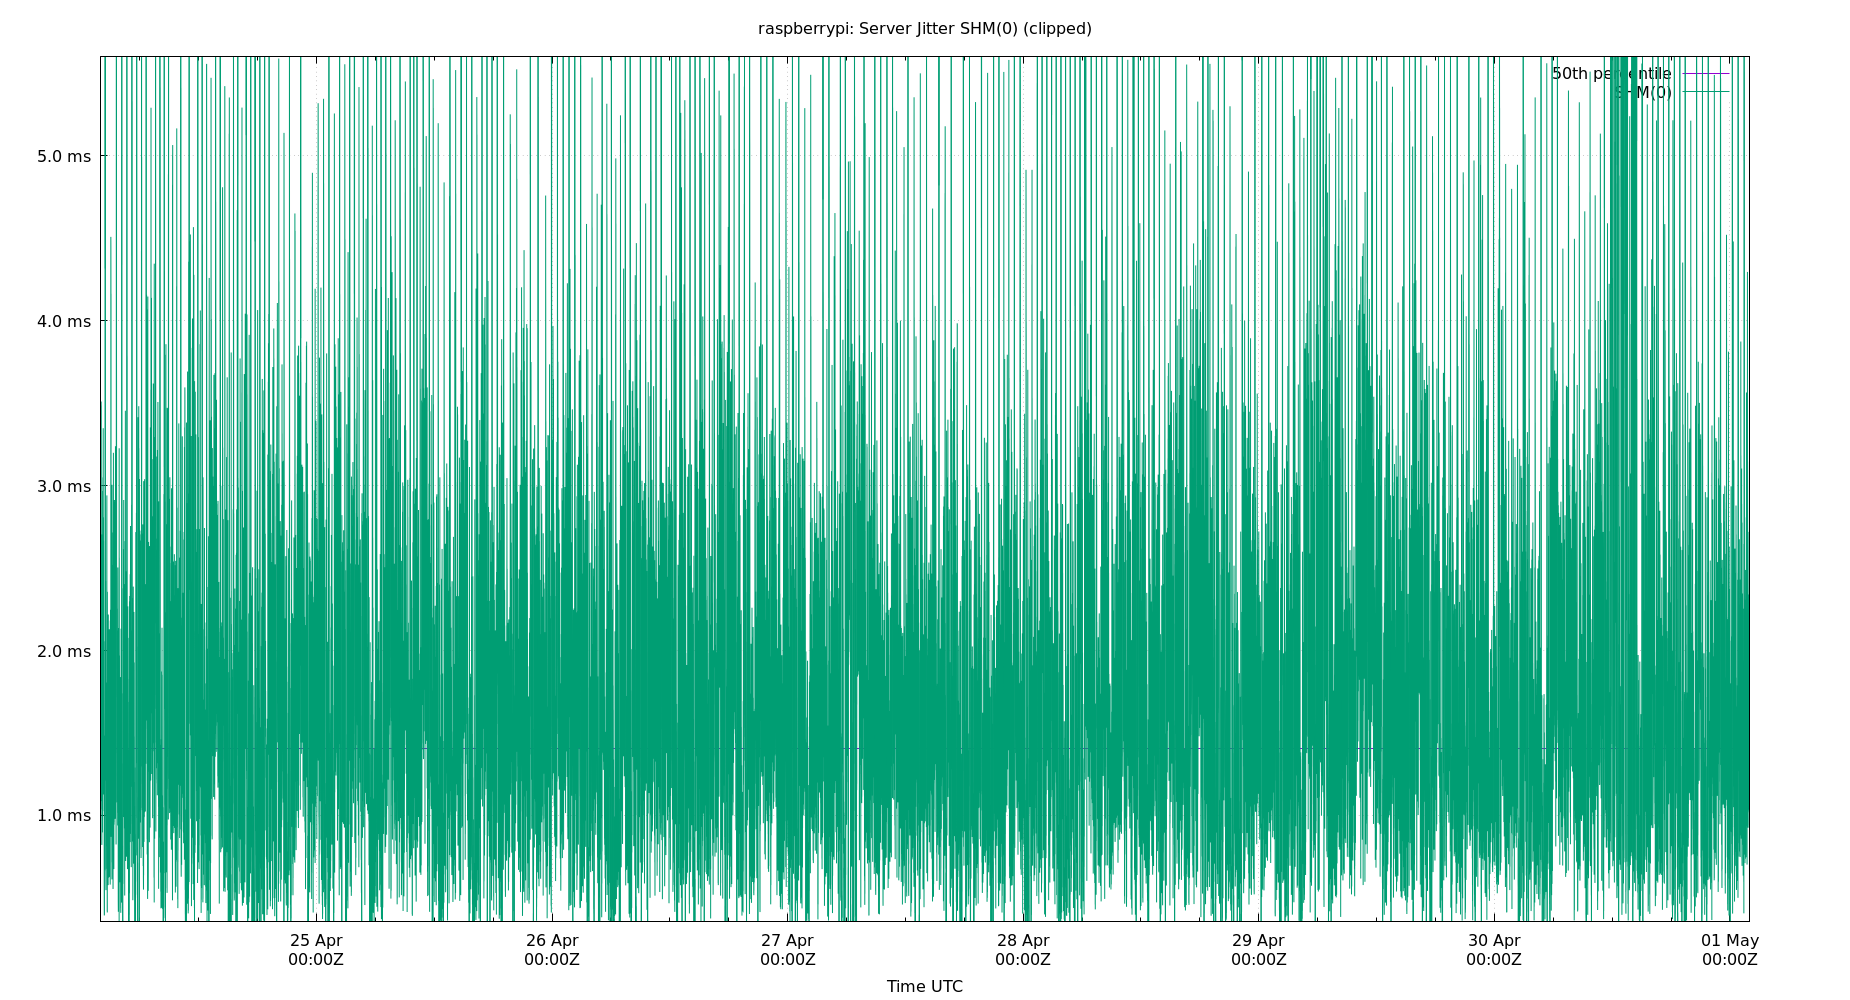 raspberrypi: Server Jitter SHM(0) (clipped)
50th percentile
SHM(0)
5.0 ms
4.0 ms
3.0 ms
2.0 ms
1.0 ms
25 Apr 26 Apr 27 Apr 28 Apr 29 Apr 30 Apr 01 May
00:00Z 00:00Z 00:00Z 00:00Z 00:00Z 00:00Z 00:00Z
Time UTC